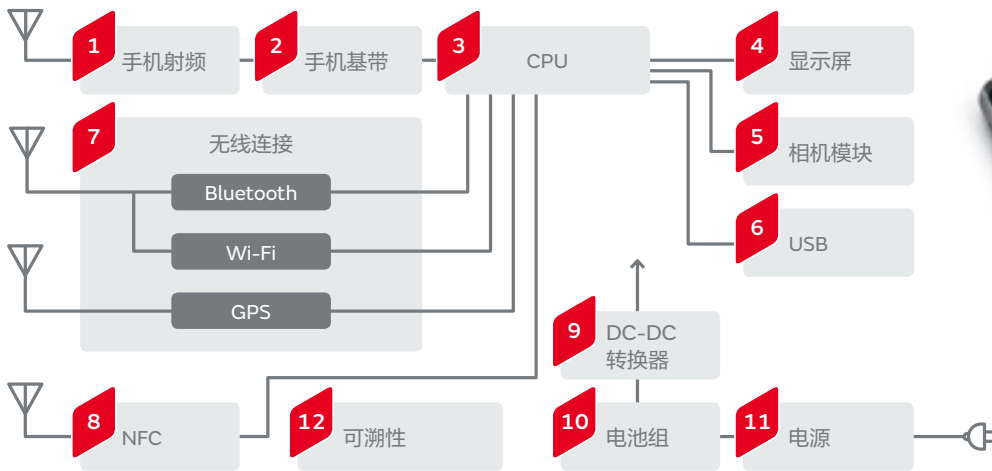 1 手机射频
2 手机基带
3 CPU
4 显示屏
7 无线连接
5 相机模块
Bluetooth
6 USB
Wi-Fi
GPS
9 DC-DC
转换器
8 NFC
12 可溯性
10 电池组
11 电源